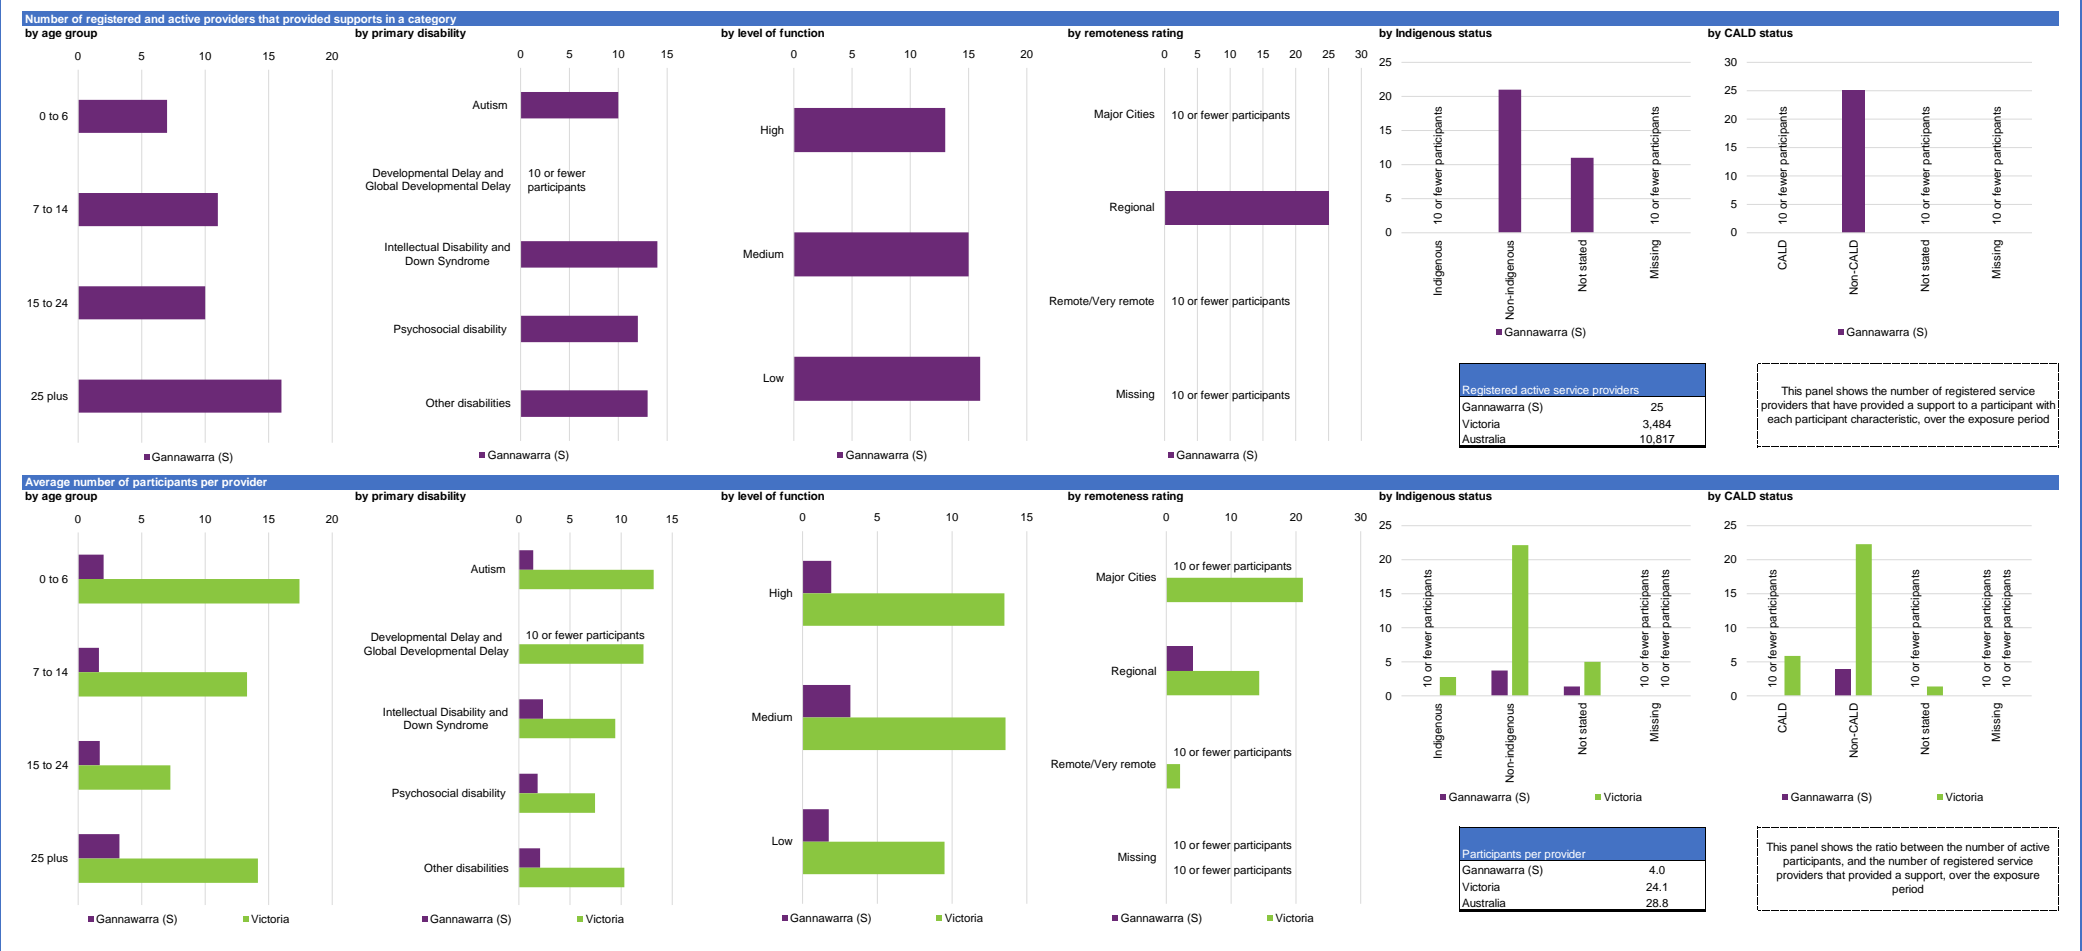 Number of registered and active providers that provided supports in a category
by age group
0 5 10 15 20
0 to 6
7 to 14
15 to 24
25 plus
Gannawarra (S)
by primary disability
0 5 10 15
Autism
Developmental Delay and
Global Developmental Delay
10 or fewer
participants
Intellectual Disability and
Down Syndrome
Psychosocial disability
Other disabilities
Gannawarra (S)
by level of function
0 5 10 15 20
High
Medium
Low
Gannawarra (S)
by remoteness rating
0 5 10 15 20 25 30
Major Cities
10 or fewer participants
Regional
Remote/Very remote
10 or fewer participants
Missing
10 or fewer participants
Gannawarra (S)
by Indigenous status
25
20
15
10
5
0
10 or fewer participants
10 or fewer participants
Indigenous
Non-indigenous
Not stated
Missing
Gannawarra (S)
by CALD status
30
25
20
15
10
5
0
10 or fewer participants
10 or fewer participants
10 or fewer participants
CALD
Non-CALD
Not stated
Missing
Gannawarra (S)
Registered active service providers
Gannawarra (S) 25
Victoria 3,484
Australia 10,817
This panel shows the number of registered service
providers that have provided a support to a participant with
each participant characteristic, over the exposure period
Average number of participants per provider
by age group
0 5 10 15 20
0 to 6
7 to 14
15 to 24
25 plus
Gannawarra (S) Victoria
by primary disability
0 5 10 15
Autism
Developmental Delay and
Global Developmental Delay
10 or fewer participants
Intellectual Disability and
Down Syndrome
Psychosocial disability
Other disabilities
Gannawarra (S) Victoria
by level of function
0 5 10 15
High
Medium
Low
Gannawarra (S) Victoria
by remoteness rating
0 10 20 30
Major Cities
10 or fewer participants
Regional
Remote/Very remote
10 or fewer participants
Missing
10 or fewer participants
10 or fewer participants
Gannawarra (S) Victoria
by Indigenous status
25
20
15
10
5
0
10 or fewer participants
10 or fewer participants
10 or fewer participants
Indigenous
Non-indigenous
Not stated
Missing
Gannawarra (S) Victoria
by CALD status
25
20
15
10
5
0
10 or fewer participants
10 or fewer participants
10 or fewer participants
10 or fewer participants
CALD
Non-CALD
Not stated
Missing
Gannawarra (S) Victoria
Participants per provider
Gannawarra (S) 4.0
Victoria 24.1
Australia 28.8
This panel shows the ratio between the number of active
participants, and the number of registered service
providers that provided a support, over the exposure
period